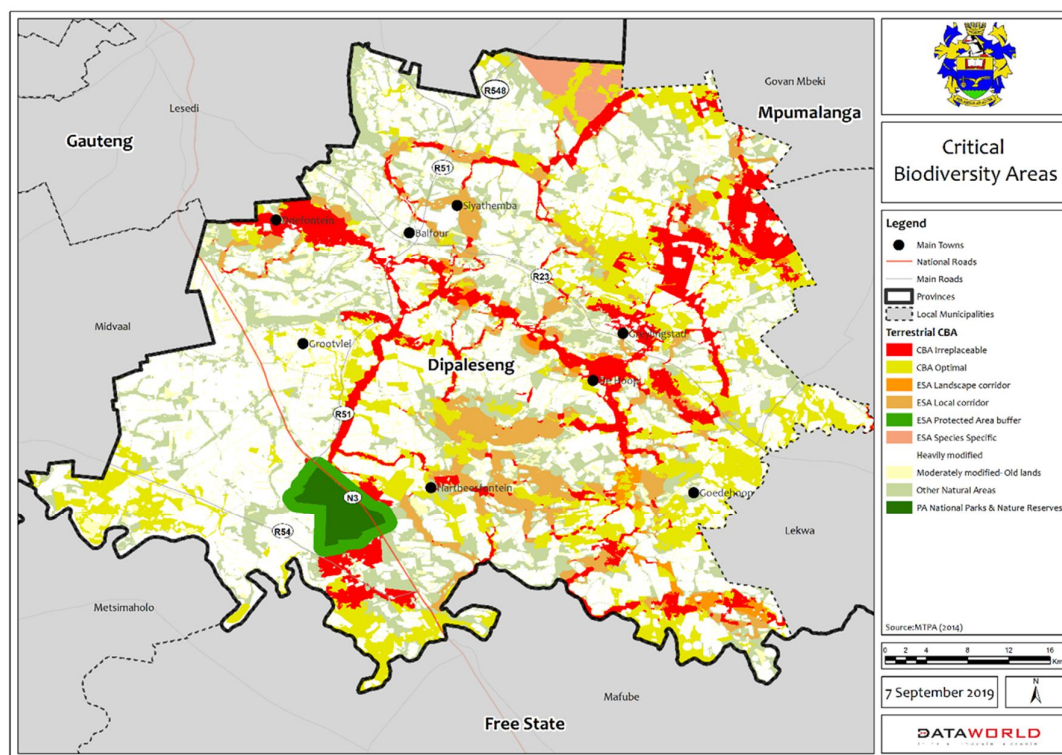 Critical
Biodiversity Areas
Legend
Main Towns
National Roads
Main Roads
Provinces
Local Municipalities
Terrestrial CBA
CBA Irreplaceable
CBA Optimal
ESA Landscape corridor
ESA Local corridor
ESA Protected Area buffer
ESA Species Specific
Heavily modified
Moderately modified- Old lands
Other Natural Areas
PA National Parks & Nature Reserves
Source:MTPA (2014)
0 2 4 8 12 16
Km
7 September 2019
N
DATAWORLD
Govan Mbeki
Mpumalanga
Lesedi
Gauteng
R548
R51
Siyathemba
Balfour
R23
Midvaal
Grootvlei
Dipaleseng
R51
N3
Goedehoop
R54
Lekwa
Metsimaholo
Mafube
Free State